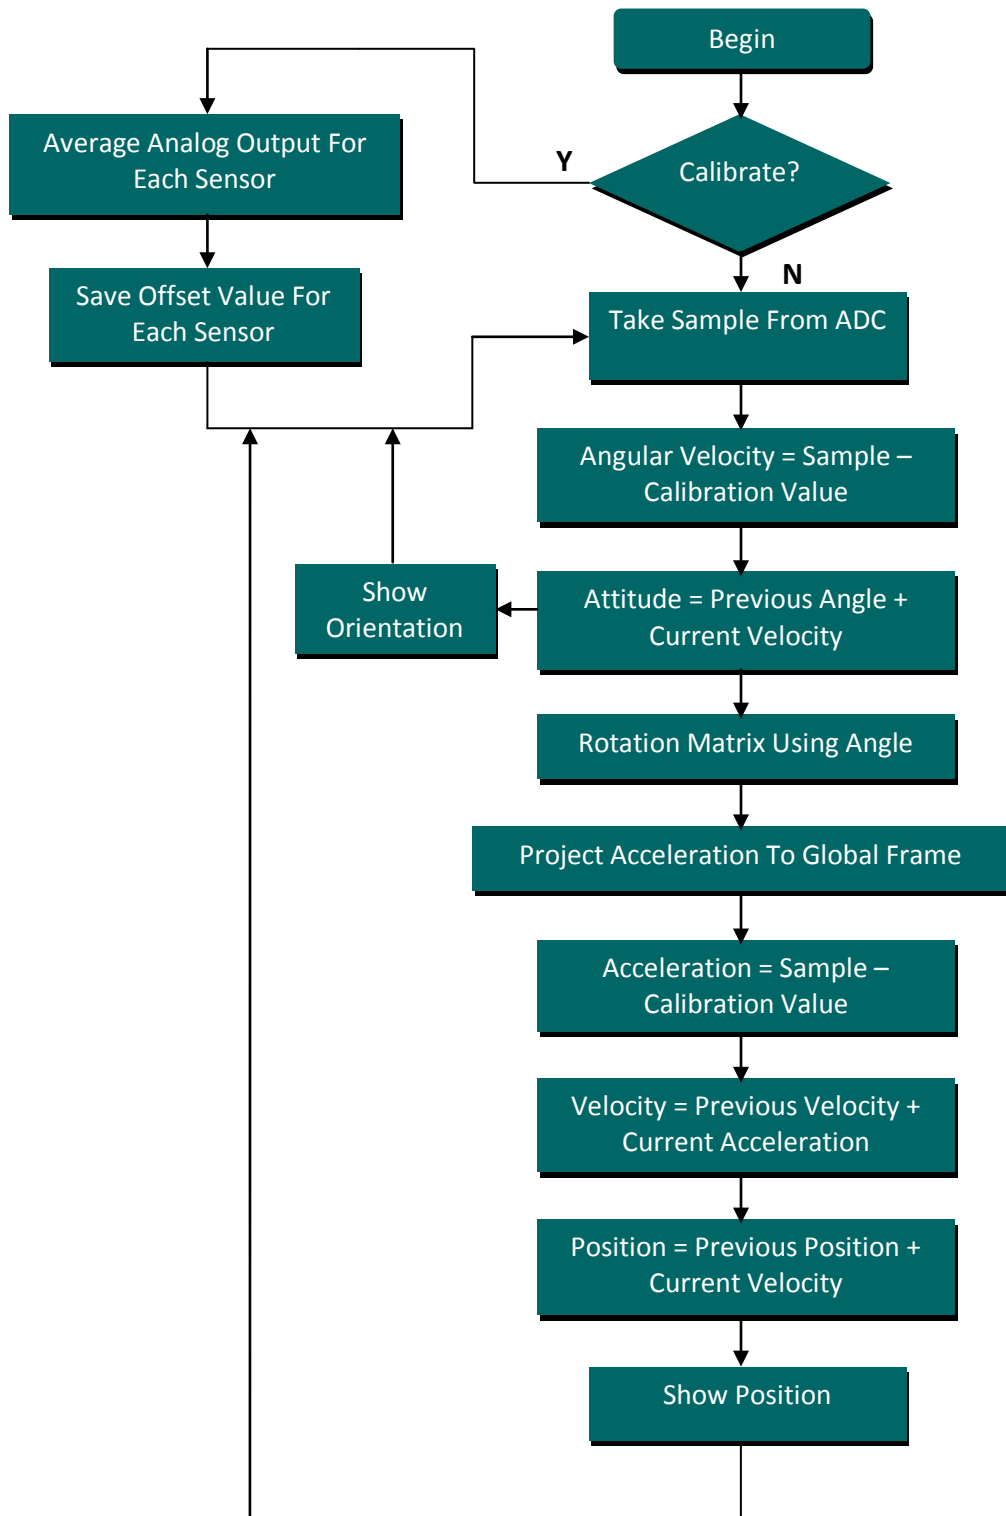 Begin
Calibrate?
Y
N
Average Analog Output For
Each Sensor
Save Offset Value For
Each Sensor
Take Sample From ADC
Angular Velocity = Sample –
Calibration Value
Attitude = Previous Angle +
Current Velocity
Show
Orientation
Rotation Matrix Using Angle
Project Acceleration To Global Frame
Acceleration = Sample –
Calibration Value
Velocity = Previous Velocity +
Current Acceleration
Position = Previous Position +
Current Velocity
Show Position